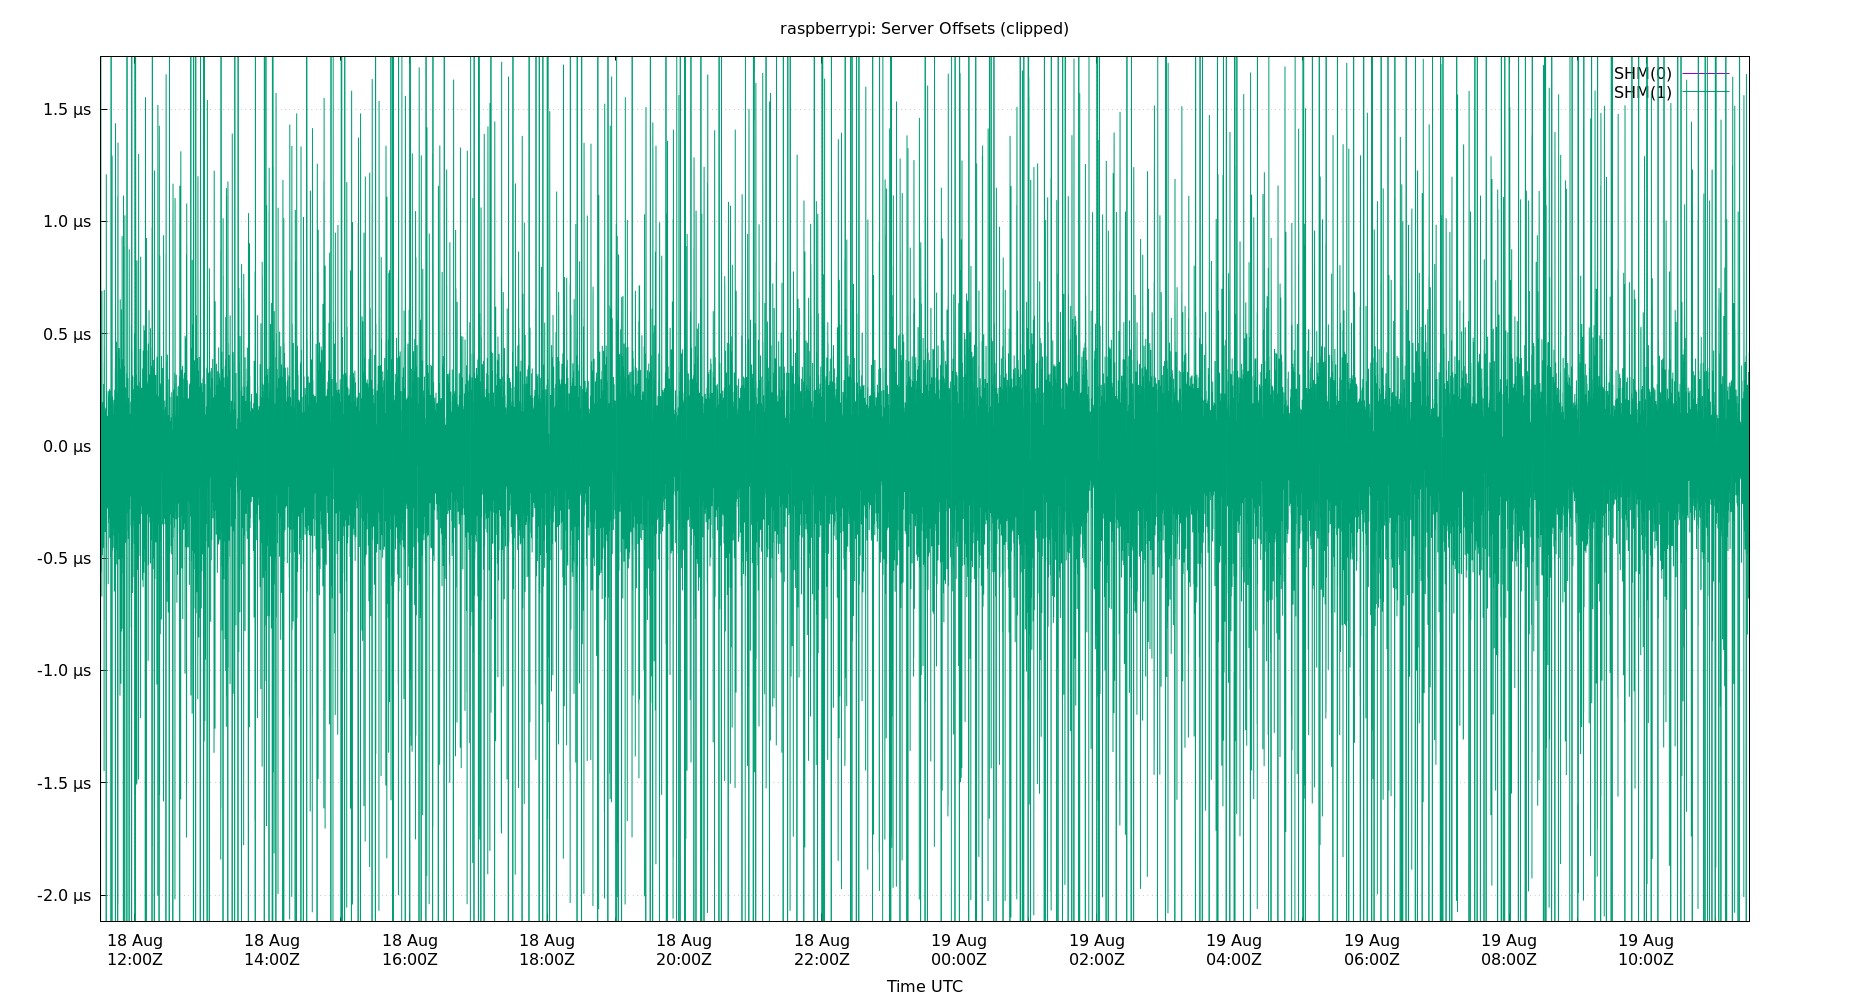 raspberrypi: Server Offsets (clipped)
SHM(0)
SHM(1)
1.5 µs
1.0 µs
0.5 µs
0.0 µs
-0.5 µs
-1.0 µs
-1.5 µs
-2.0 µs
18 Aug 18 Aug 18 Aug 18 Aug 18 Aug 18 Aug 19 Aug 19 Aug 19 Aug 19 Aug 19 Aug 19 Aug
12:00Z 14:00Z 16:00Z 18:00Z 20:00Z 22:00Z 00:00Z 02:00Z 04:00Z 06:00Z 08:00Z 10:00Z
Time UTC